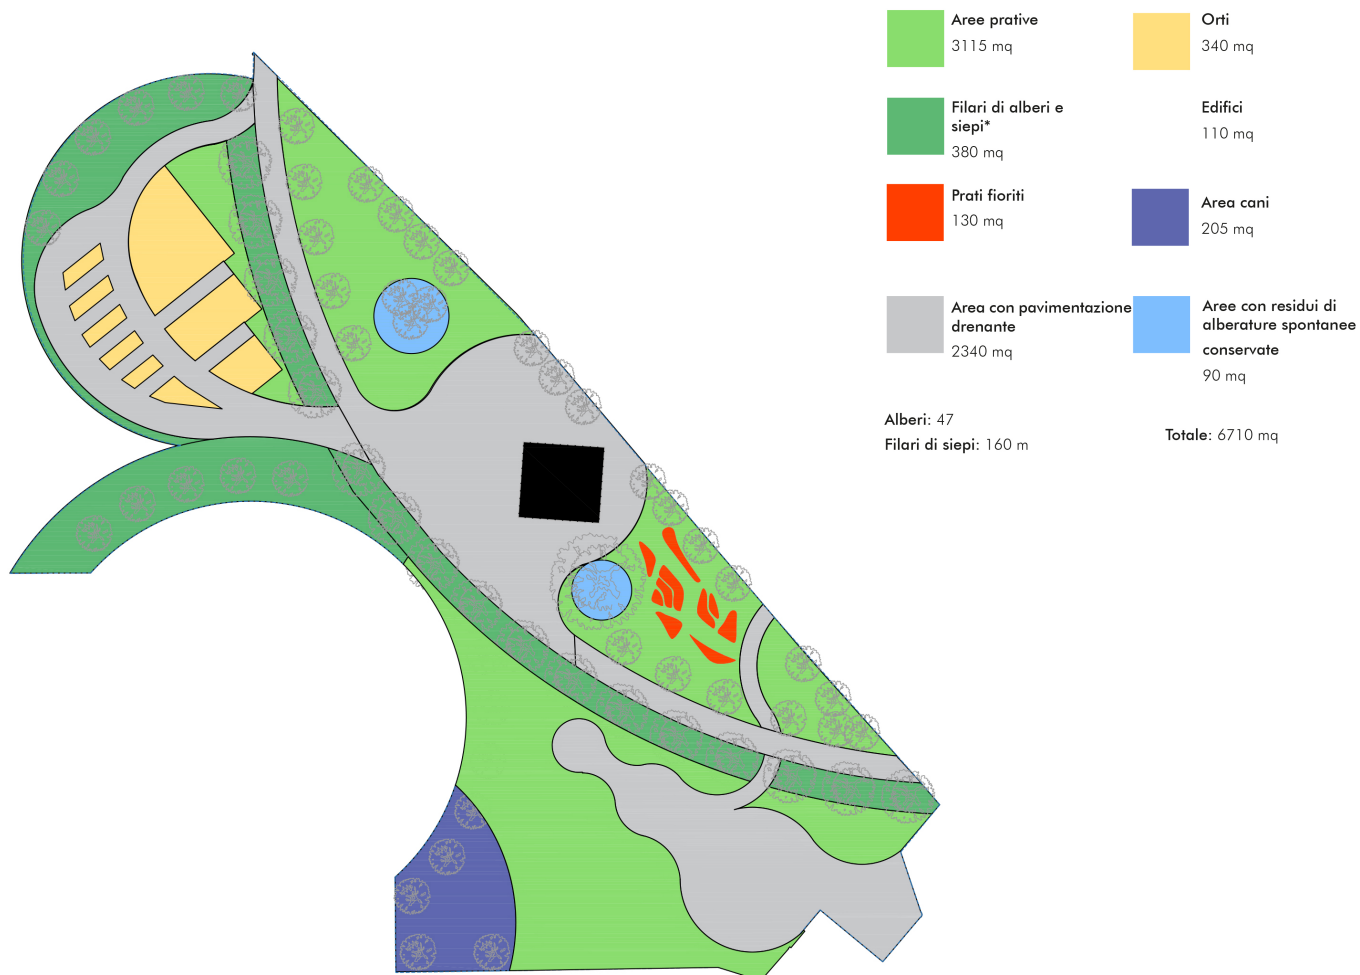 Aree prative
3115 mq
Orti
340 mq
Filari di alberi e
siepi*
380 mq
Edifici
110 mq
Prati fioriti
130 mq
Area cani
205 mq
Area con pavimentazione
drenante
2340 mq
Aree con residui di
alberature spontanee
conservate
90 mq
Alberi: 47
Filari di siepi: 160 m
Totale: 6710 mq